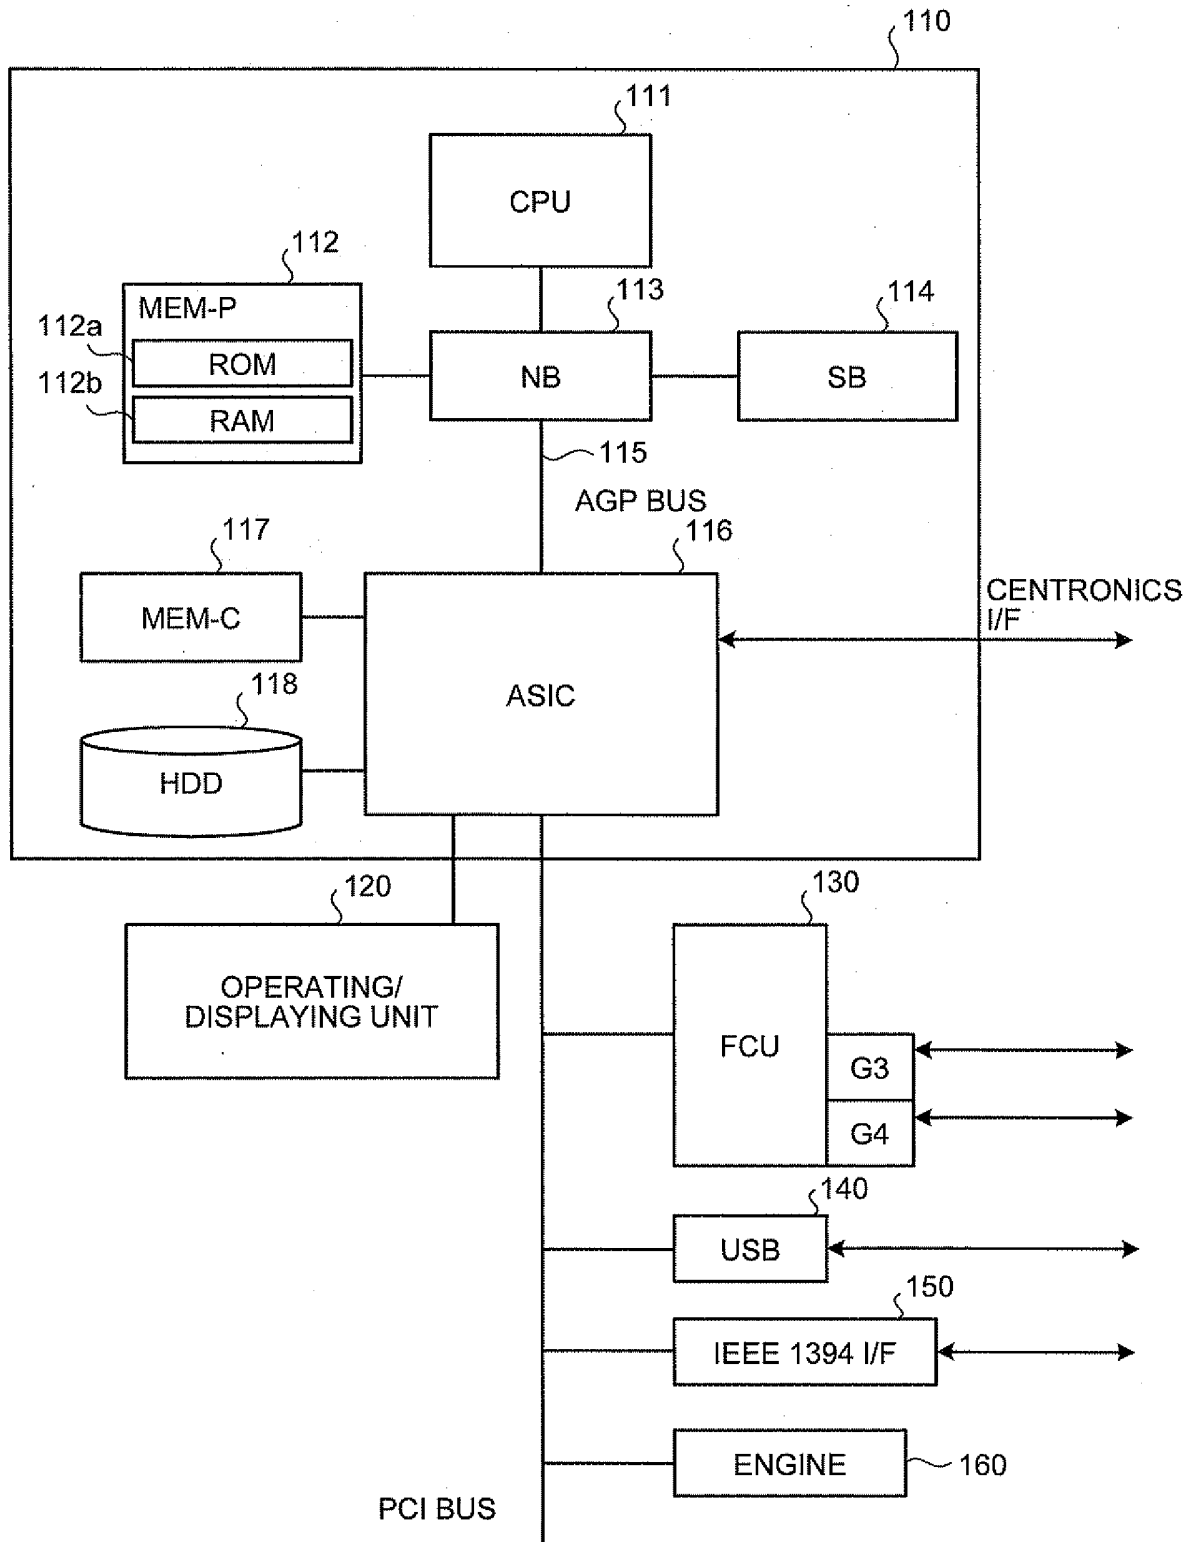 110
111
CPU
112
MEM-P
112a
ROM
112b
RAM
113
NB
114
SB
115
AGP BUS
116
117
MEM-C
ASIC
CENTRONICS
I/F
118
HDD
120
OPERATING/
DISPLAYING UNIT
130
FCU
G3
G4
140
USB
150
IEEE 1394 I/F
ENGINE
160
PCI BUS